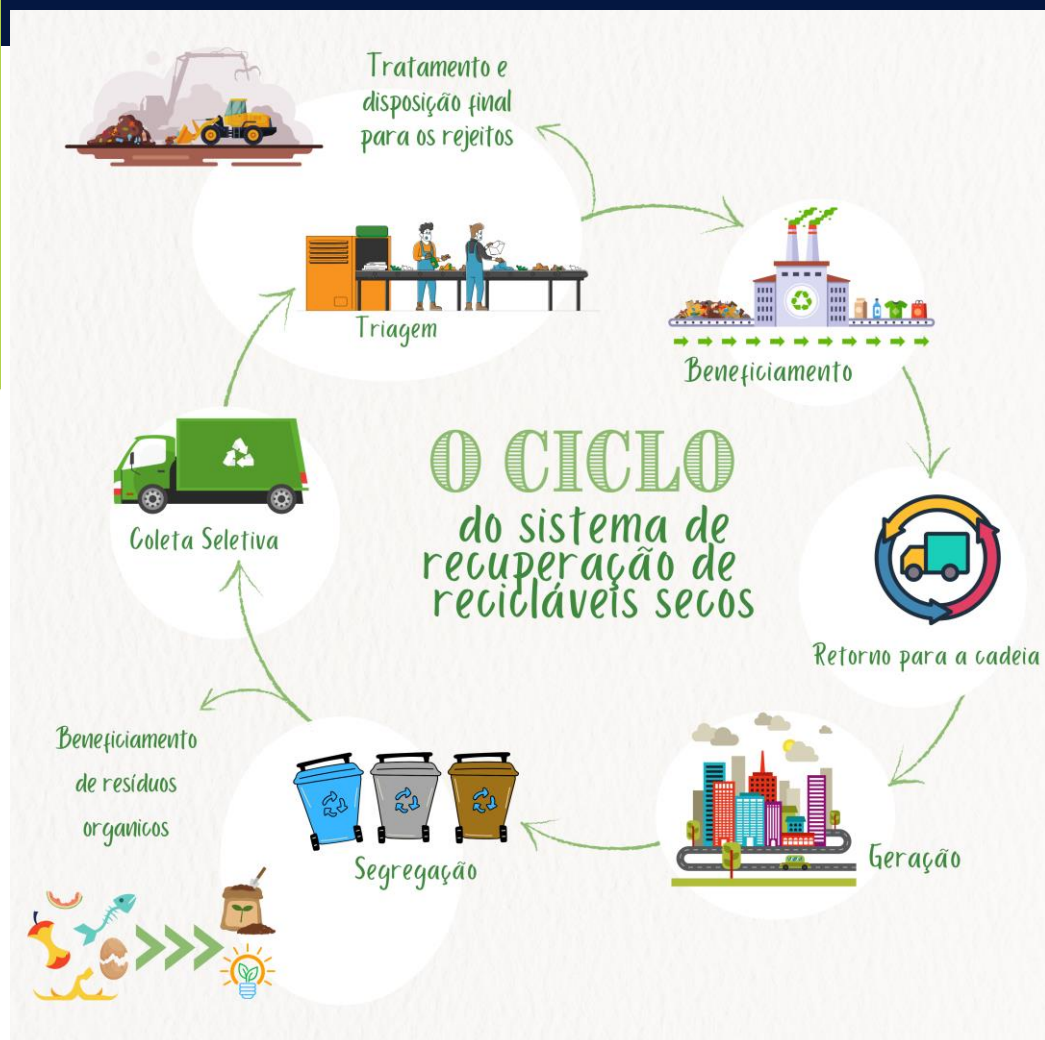 Tratamento e
disposição final
para os rejeitos
Triagem
Beneficiamento
Coleta Seletiva
O CICLO
do sistema de
recuperação de
recicláveis secos
Retorno para a cadeia
Beneficiamento
de resíduos
organicos
Segregação
Geração